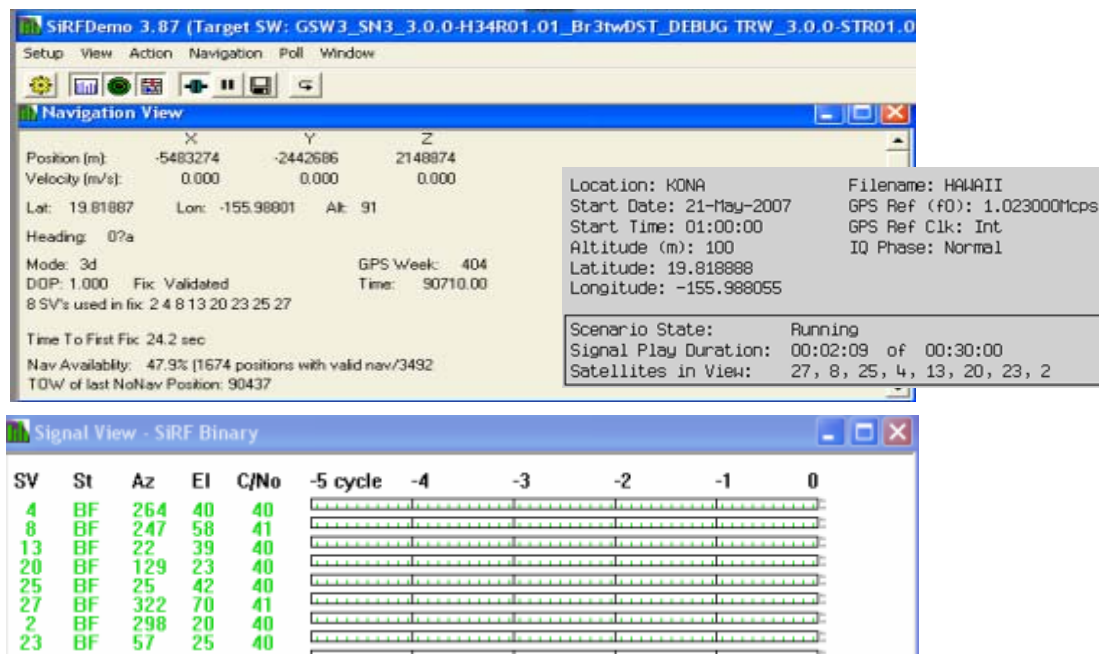 SiRFDemo 3.87 (Target SW: GSW3_SN3_3.0.0-H34R01.01_Br3twDST_DEBUG TRW_3.0.0-STR01.0
Setup View Action Navigation Poll Window
Navigation View
X Y Z
Position (m): -5483274 -2442686 2148874
Velocity (m/s): 0.000 0.000 0.000
Lat: 19.81887 Lon: -155.98801 Alt: 91
Heading: 0?a
Mode: 3d GPS Week: 404
DOP: 1.000 Fix: Validated Time: 90710.00
8 SV's used in fix: 2 4 8 13 20 23 25 27
Time To First Fix: 24.2 sec
Nav Availablity: 47.9% (1674 positions with valid nav/3492
TOW of last NoNav Position: 90437
Location: KONA Filename: HAWAII
Start Date: 21-May-2007 GPS Ref (f0): 1.023000Mcps
Start Time: 01:00:00 GPS Ref Clk: Int
Altitude (m): 100 IQ Phase: Normal
Latitude: 19.818888
Longitude: -155.988055
Scenario State: Running
Signal Play Duration: 00:02:09 of 00:30:00
Satellites in View: 27, 8, 25, 4, 13, 20, 23, 2
Signal View - SiRF Binary
SV St Az El C/No -5 cycle -4 -3 -2 -1 0
4 BF 264 40 40
8 BF 247 58 41
13 BF 22 39 40
20 BF 129 23 40
25 BF 25 42 40
27 BF 322 70 41
2 BF 298 20 40
23 BF 57 25 40